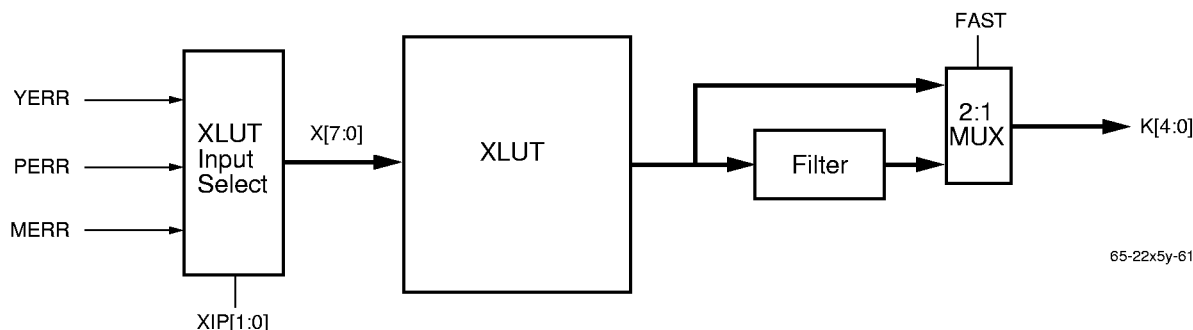 FAST
YERR
PERR
MERR
XLUT
Input
Select
X[7:0]
XLUT
Filter
2:1
MUX
K[4:0]
XIP[1:0]
65-22x5y-61